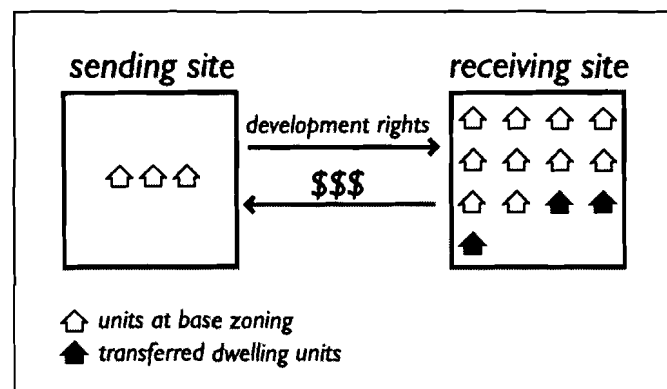 sending site
receiving site
development rights
$$$
units at base zoning
transferred dwelling units